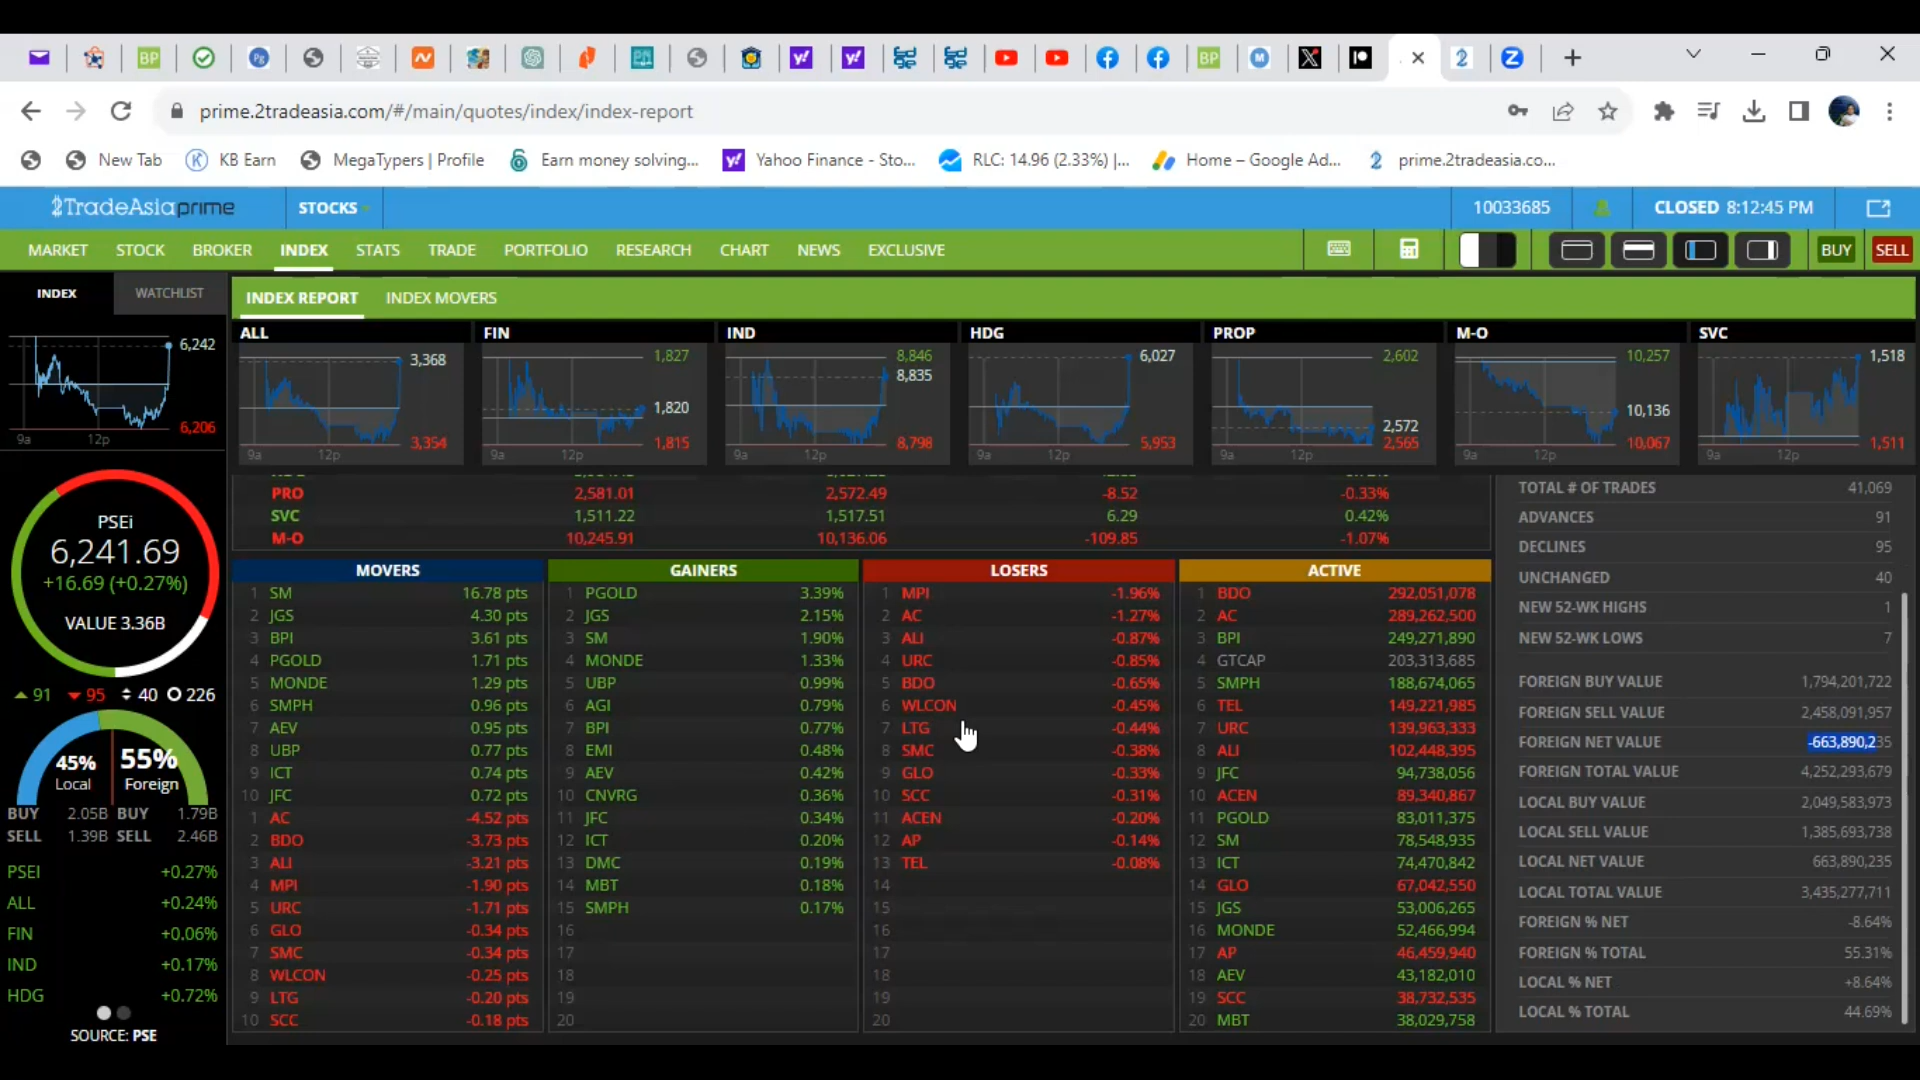 prime.2tradeasia.com/#/main/quotes/index/index-report
New Tab KB Earn MegaTypers | Profile Earn money solving... Yahoo Finance - Sto... RLC: 14.96 (2.33%) |... Home – Google Ad... prime.2tradeasia.co...
2TradeAsia prime STOCKS 10033685 CLOSED 8:12:45 PM
MARKET STOCK BROKER INDEX STATS TRADE PORTFOLIO RESEARCH CHART NEWS EXCLUSIVE BUY SELL
INDEX WATCHLIST INDEX REPORT INDEX MOVERS
ALL FIN IND HDG PROP M-O SVC
6,242
6,206
9a 12p
3,368
3,354
9a 12p
1,827
1,820
1,815
9a 12p
8,846
8,835
8,798
9a 12p
6,027
5,953
9a 12p
2,602
2,572
2,565
9a 12p
10,257
10,136
10,067
9a 12p
1,518
1,511
9a 12p
PSEi
6,241.69
+16.69 (+0.27%)
VALUE 3.36B
91 95 40 226
45% Local 55% Foreign
BUY 2.05B BUY 1.79B
SELL 1.39B SELL 2.46B
PSEI +0.27%
ALL +0.24%
FIN +0.06%
IND +0.17%
HDG +0.72%
SOURCE: PSE
PRO 2,581.01 2,572.49 -8.52 -0.33%
SVC 1,511.22 1,517.51 6.29 0.42%
M-O 10,245.91 10,136.06 -109.85 -1.07%
MOVERS
1 SM 16.78 pts
2 JGS 4.30 pts
3 BPI 3.61 pts
4 PGOLD 1.71 pts
5 MONDE 1.29 pts
6 SMPH 0.96 pts
7 AEV 0.95 pts
8 UBP 0.77 pts
9 ICT 0.74 pts
10 JFC 0.72 pts
1 AC -4.52 pts
2 BDO -3.73 pts
3 ALI -3.21 pts
4 MPI -1.90 pts
5 URC -1.71 pts
6 GLO -0.34 pts
7 SMC -0.34 pts
8 WLCON -0.25 pts
9 LTG -0.20 pts
10 SCC -0.18 pts
GAINERS
1 PGOLD 3.39%
2 JGS 2.15%
3 SM 1.90%
4 MONDE 1.33%
5 UBP 0.99%
6 AGI 0.79%
7 BPI 0.77%
8 EMI 0.48%
9 AEV 0.42%
10 CNVRG 0.36%
11 JFC 0.34%
12 ICT 0.20%
13 DMC 0.19%
14 MBT 0.18%
15 SMPH 0.17%
16
17
18
19
20
LOSERS
1 MPI -1.96%
2 AC -1.27%
3 ALI -0.87%
4 URC -0.85%
5 BDO -0.65%
6 WLCON -0.45%
7 LTG -0.44%
8 SMC -0.38%
9 GLO -0.33%
10 SCC -0.31%
11 ACEN -0.20%
12 AP -0.14%
13 TEL -0.08%
14
15
16
17
18
19
20
ACTIVE
1 BDO 292,051,078
2 AC 289,262,500
3 BPI 249,271,890
4 GTCAP 203,313,685
5 SMPH 188,674,065
6 TEL 149,221,985
7 URC 139,963,333
8 ALI 102,448,395
9 JFC 94,738,056
10 ACEN 89,340,867
11 PGOLD 83,011,375
12 SM 78,548,935
13 ICT 74,470,842
14 GLO 67,042,550
15 JGS 53,006,265
16 MONDE 52,466,994
17 AP 46,459,940
18 AEV 43,182,010
19 SCC 38,732,535
20 MBT 38,029,758
TOTAL # OF TRADES 41,069
ADVANCES 91
DECLINES 95
UNCHANGED 40
NEW 52-WK HIGHS 1
NEW 52-WK LOWS 7
FOREIGN BUY VALUE 1,794,201,722
FOREIGN SELL VALUE 2,458,091,957
FOREIGN NET VALUE -663,890,235
FOREIGN TOTAL VALUE 4,252,293,679
LOCAL BUY VALUE 2,049,583,973
LOCAL SELL VALUE 1,385,693,738
LOCAL NET VALUE 663,890,235
LOCAL TOTAL VALUE 3,435,277,711
FOREIGN % NET -8.64%
FOREIGN % TOTAL 55.31%
LOCAL % NET +8.64%
LOCAL % TOTAL 44.69%